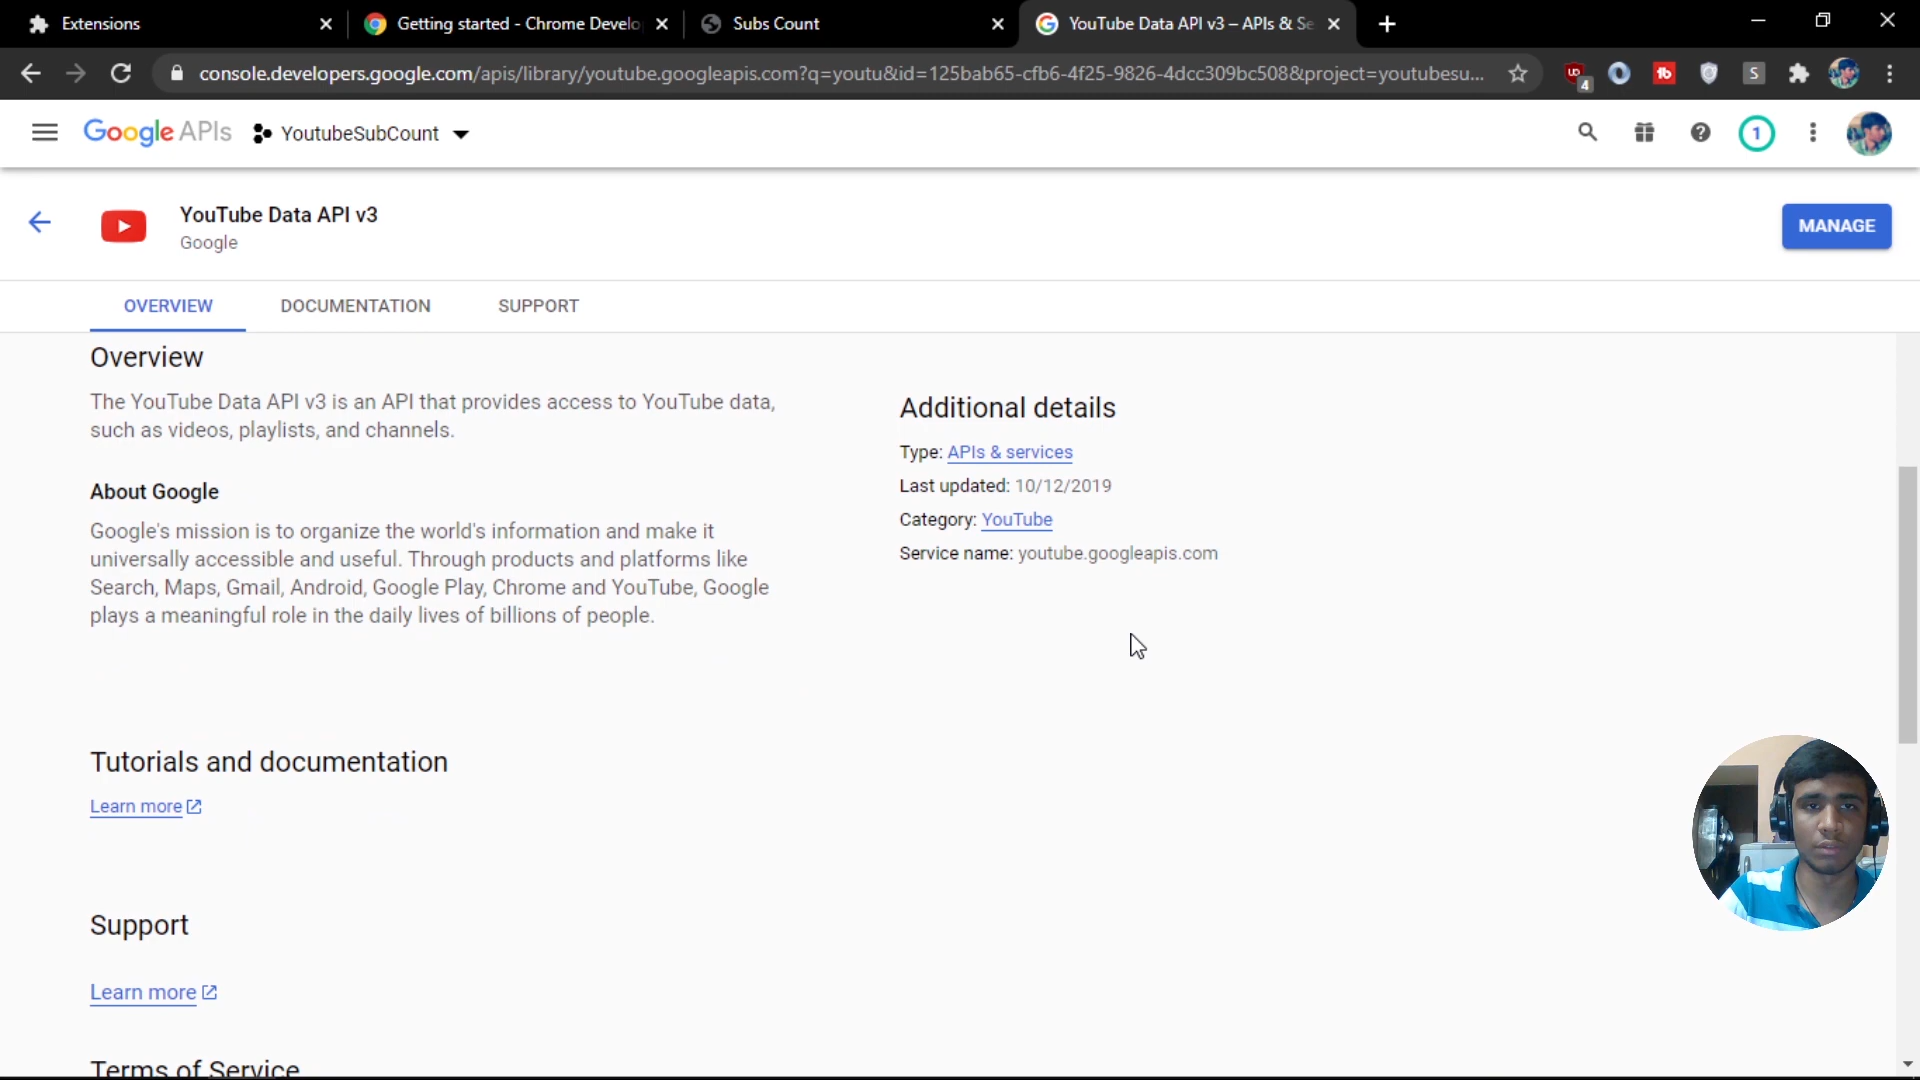 Extensions
Getting started - Chrome Develo
Subs Count
YouTube Data API v3 – APIs & Se
console.developers.google.com/apis/library/youtube.googleapis.com?q=youtu&id=125bab65-cfb6-4f25-9826-4dcc309bc508&project=youtubesu...
4
S
Google APIs
YoutubeSubCount
1
YouTube Data API v3
Google
MANAGE
OVERVIEW
DOCUMENTATION
SUPPORT
Overview
The YouTube Data API v3 is an API that provides access to YouTube data,
such as videos, playlists, and channels.
About Google
Google's mission is to organize the world's information and make it
universally accessible and useful. Through products and platforms like
Search, Maps, Gmail, Android, Google Play, Chrome and YouTube, Google
plays a meaningful role in the daily lives of billions of people.
Additional details
Type: APIs & services
Last updated: 10/12/2019
Category: YouTube
Service name: youtube.googleapis.com
Tutorials and documentation
Learn more
Support
Learn more
Terms of Service